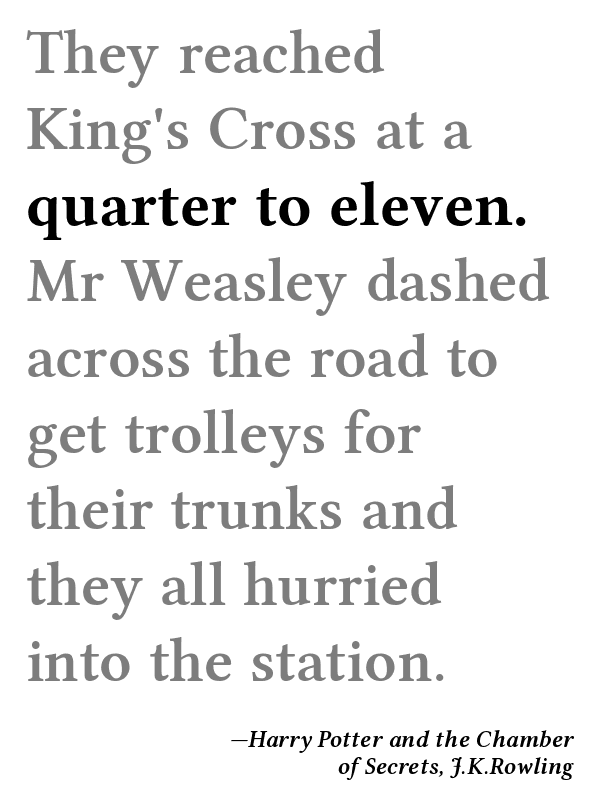 They reached
King's Cross at a
quarter to eleven.
Mr Weasley dashed
across the road to
get trolleys for
their trunks and
they all hurried
into the station.
—Harry Potter and the Chamber
of Secrets, J.K.Rowling